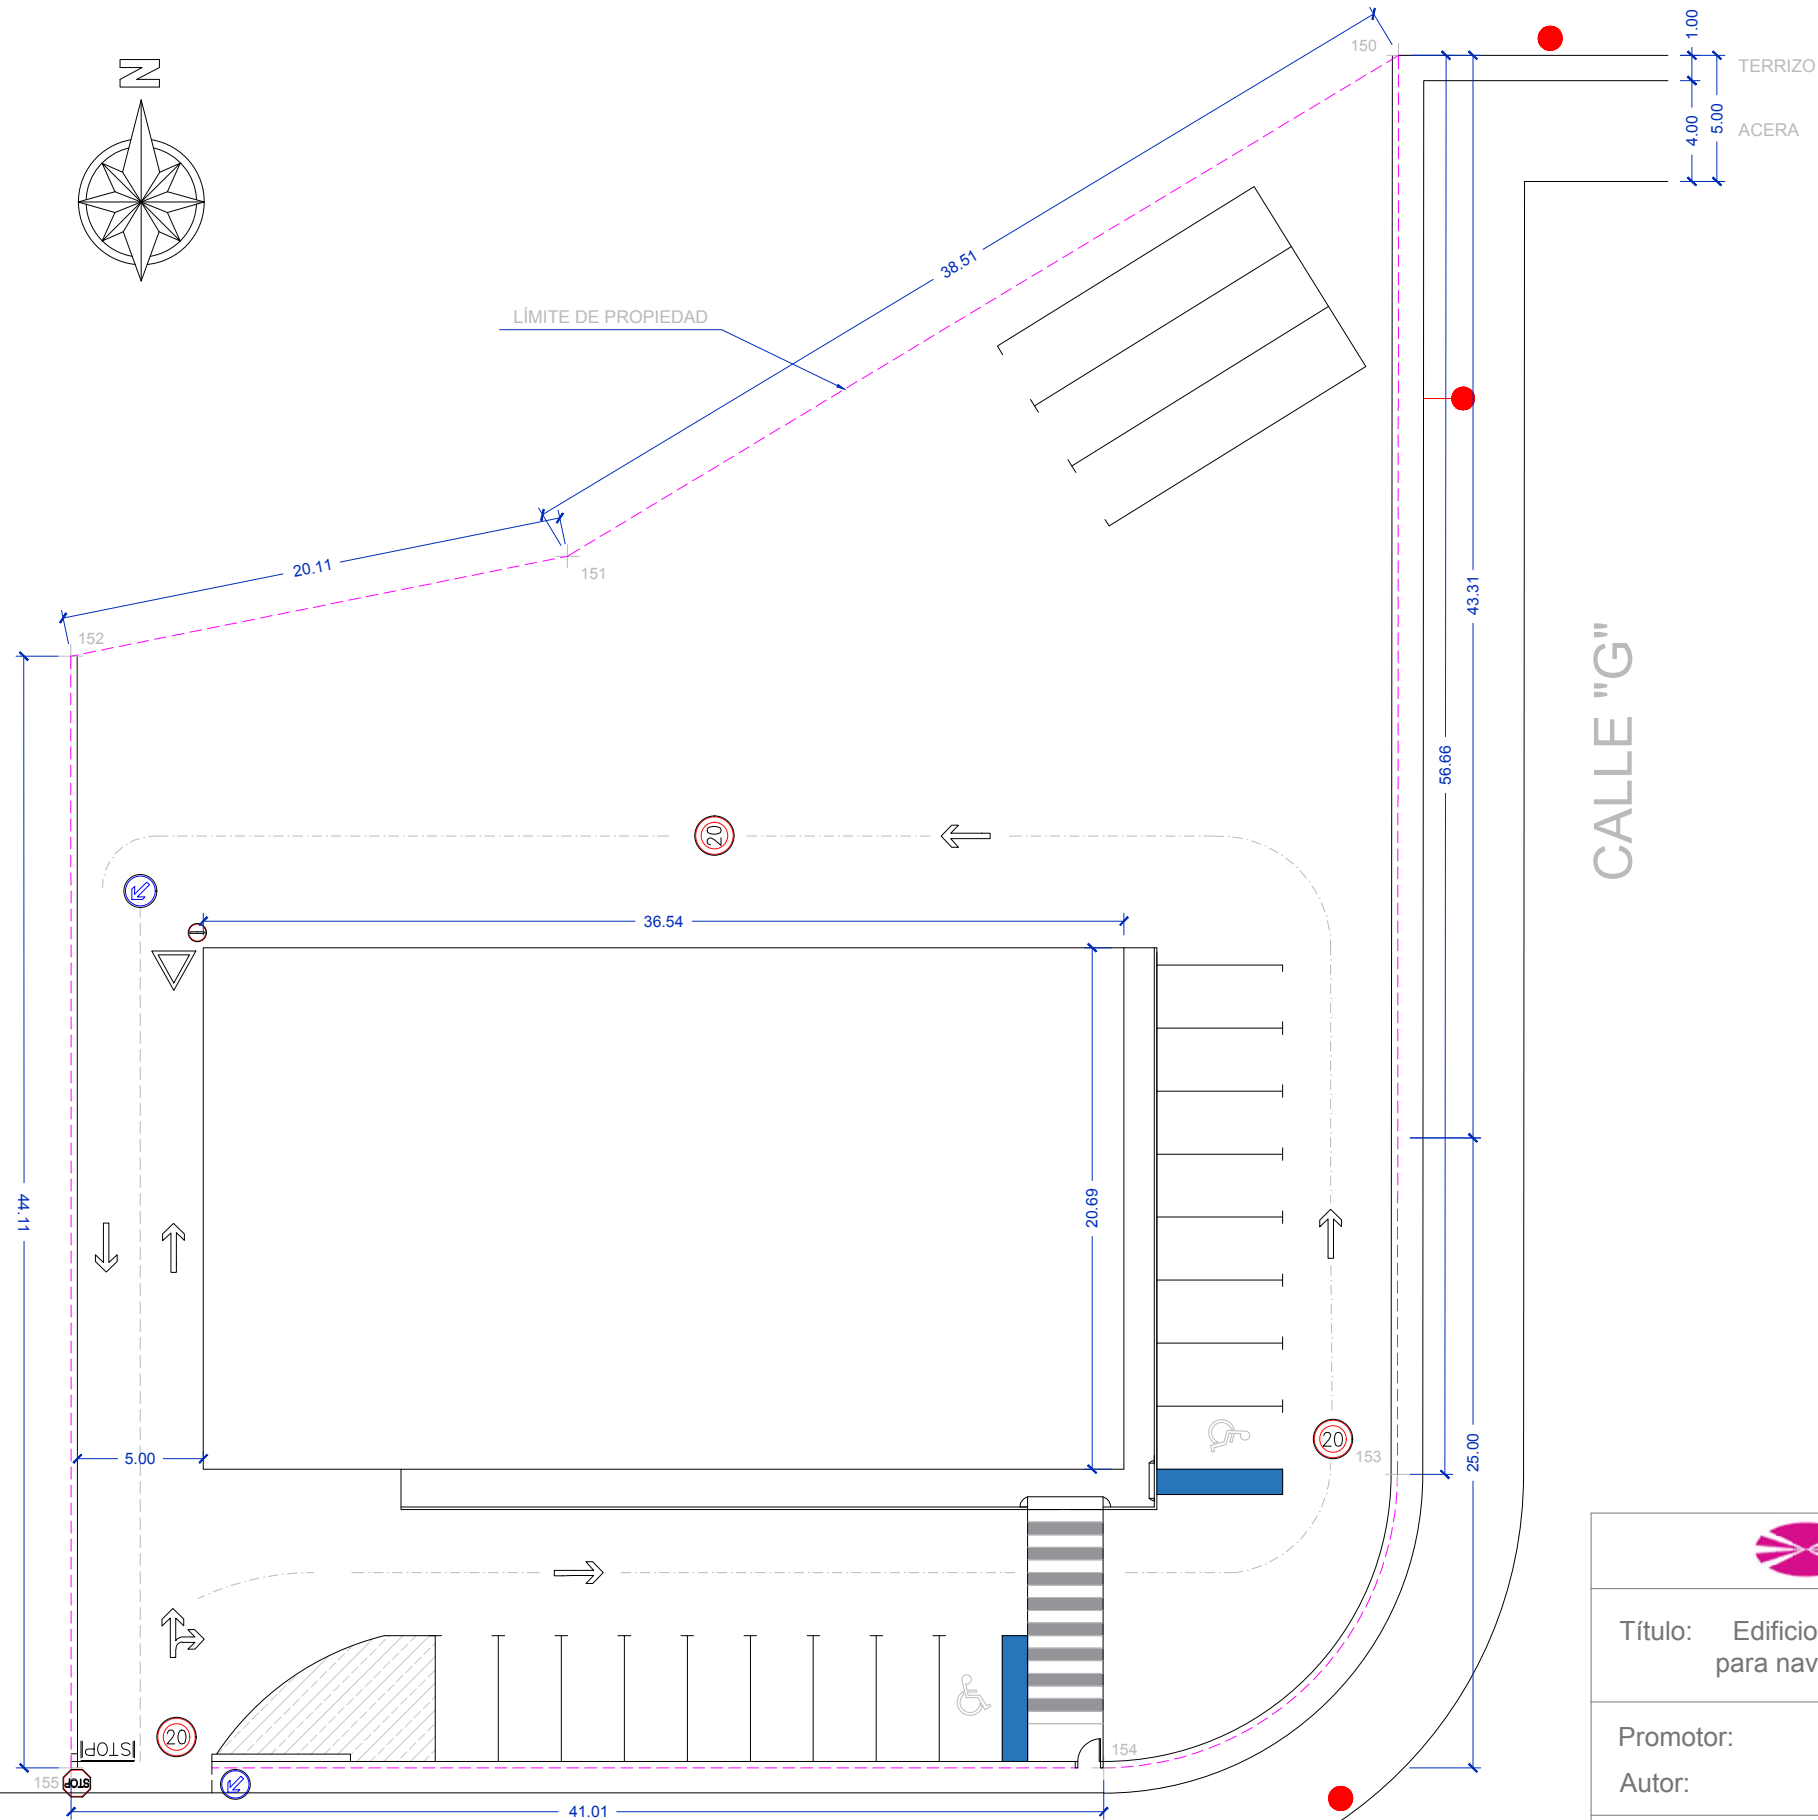 N
150
1.00
TERRIZO
4.00
5.00
ACERA
38.51
LÍMITE DE PROPIEDAD
20.11
151
152
43.31
CALLE "G"
56.66
20
36.54
44.11
20.69
5.00
20
153
25.00
Título: Edificio
para nav
20
STOP
154
Promotor:
155
STOP
Autor:
41.01